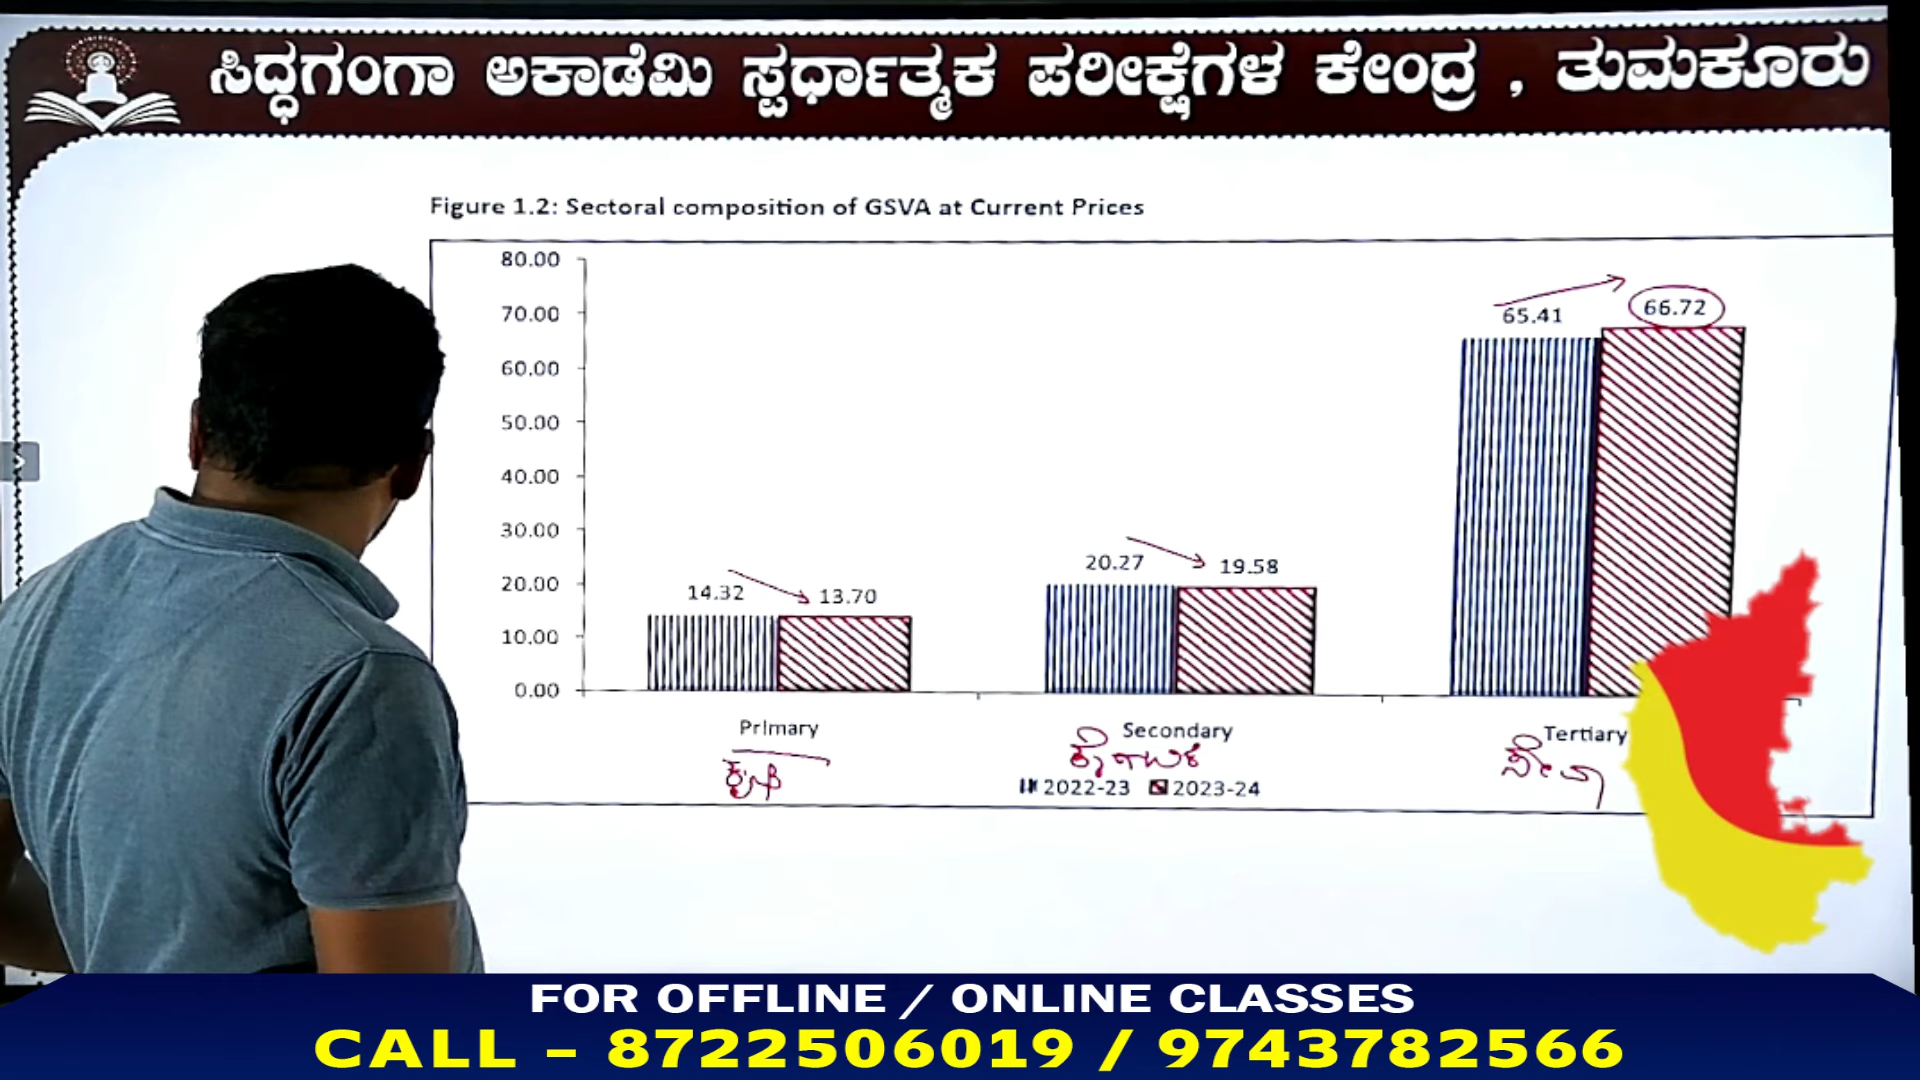 ಸಿದ್ಧಗಂಗಾ ಅಕಾಡೆಮಿ ಸ್ಪರ್ಧಾತ್ಮಕ ಪರೀಕ್ಷೆಗಳ ಕೇಂದ್ರ , ತುಮಕೂರು
Figure 1.2: Sectoral composition of GSVA at Current Prices
80.00
70.00
60.00
50.00
40.00
30.00
20.00
10.00
0.00
14.32
13.70
20.27
19.58
65.41
66.72
Primary
Secondary
Tertiary
ಕೃಷಿ
ಕೈಗಾರಿಕೆ
ಸೇವಾ
2022-23 2023-24
FOR OFFLINE / ONLINE CLASSES
CALL - 8722506019 / 9743782566